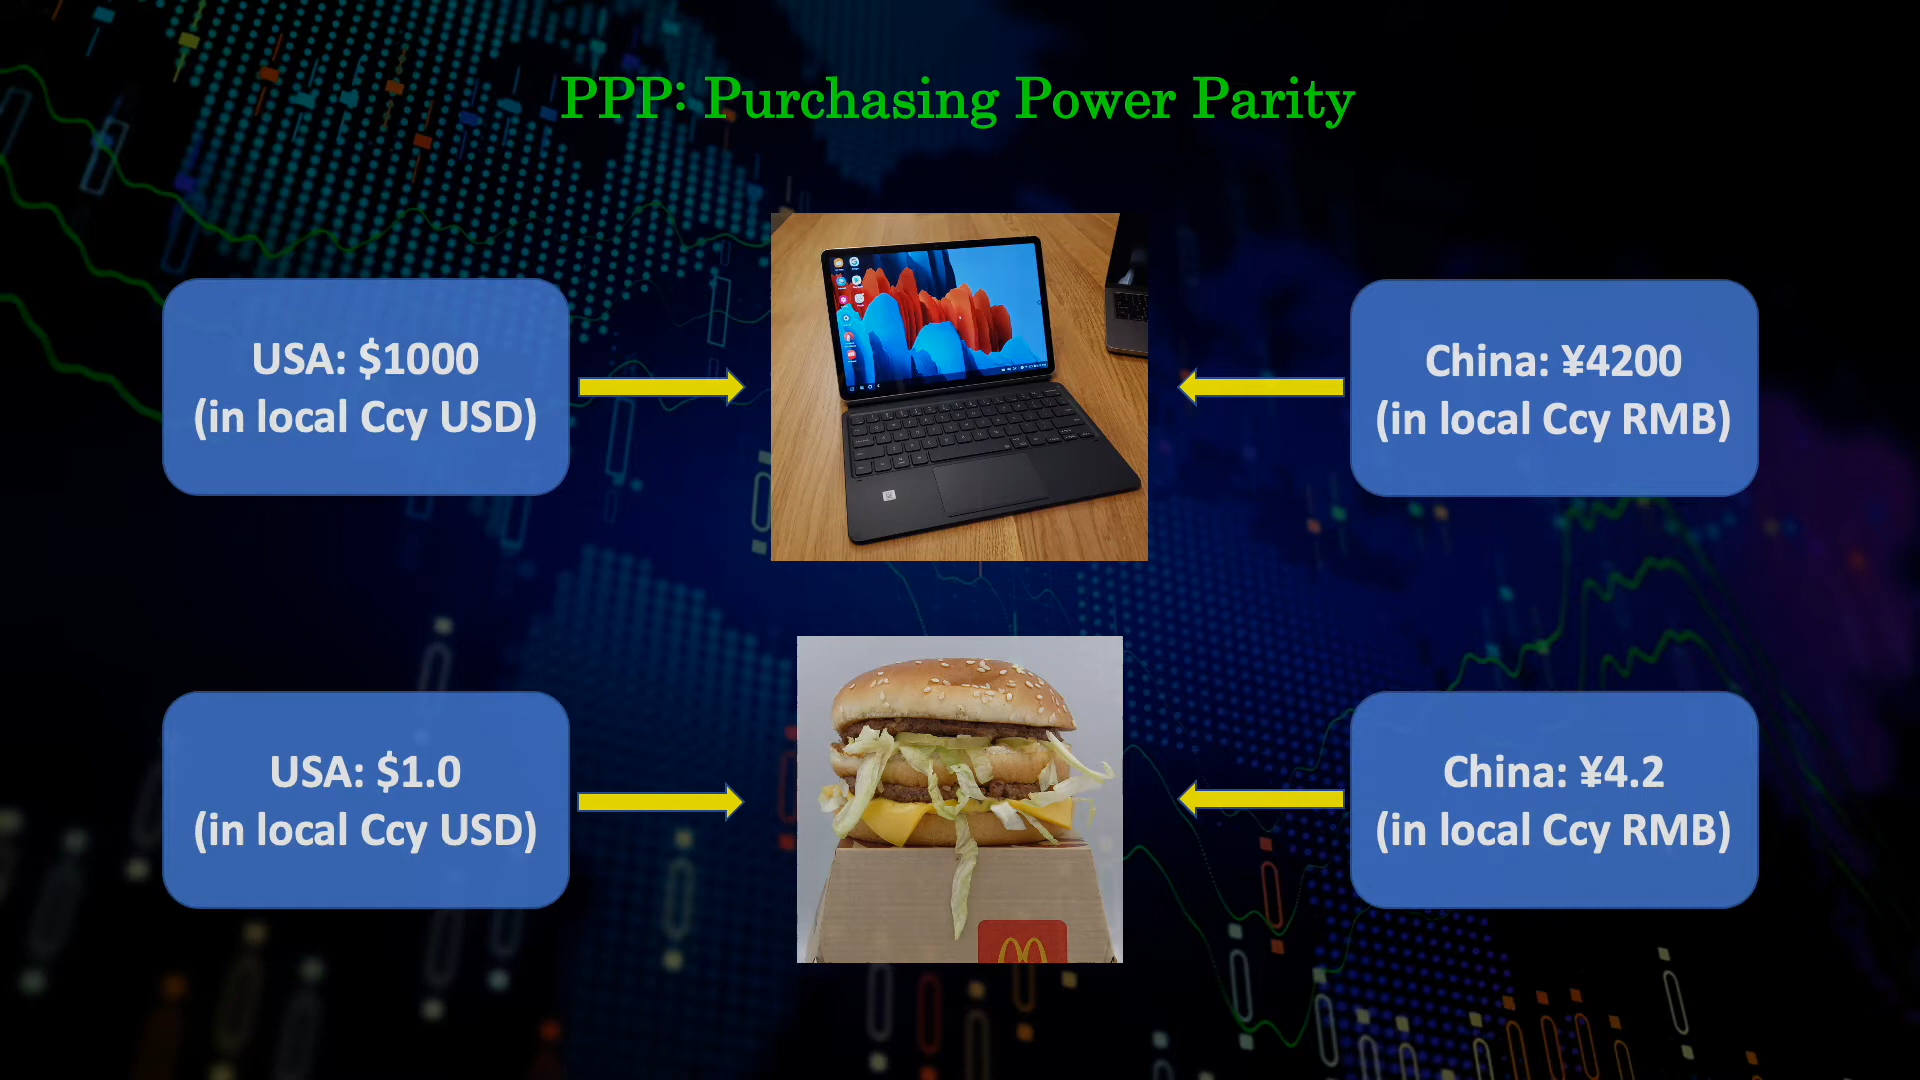 PPP: Purchasing Power Parity
USA: $1000
(in local Ccy USD)
China: ¥4200
(in local Ccy RMB)
USA: $1.0
(in local Ccy USD)
China: ¥4.2
(in local Ccy RMB)